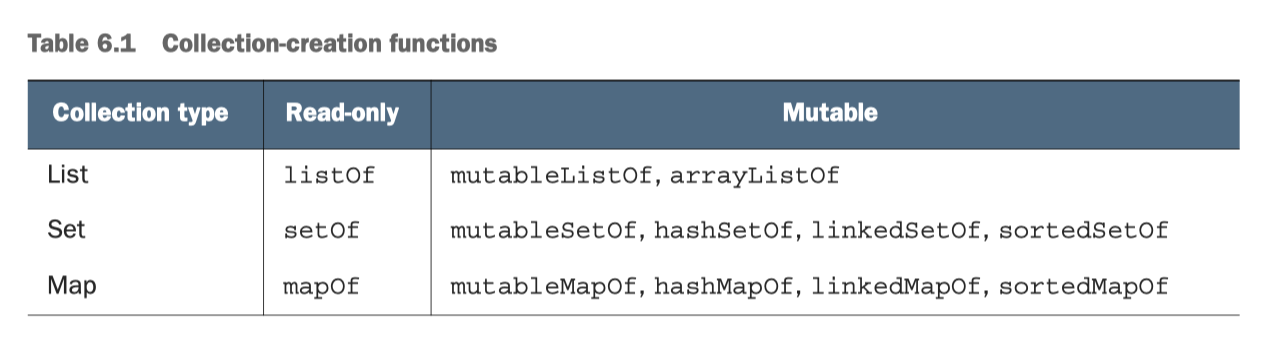 Table 6.1 Collection-creation functions
Collection type Read-only Mutable
List listOf mutableListOf, arrayListOf
Set setOf mutableSetOf, hashSetOf, linkedSetOf, sortedSetOf
Map mapOf mutableMapOf, hashMapOf, linkedMapOf, sortedMapOf